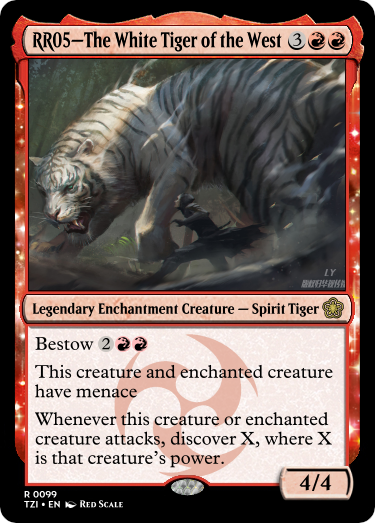 RR05—The White Tiger of the West 3
LY
Legendary Enchantment Creature — Spirit Tiger
Bestow 2
This creature and enchanted creature
have menace
Whenever this creature or enchanted
creature attacks, discover X, where X
is that creature's power.
4/4
R 0099
TZI • EN Red Scale